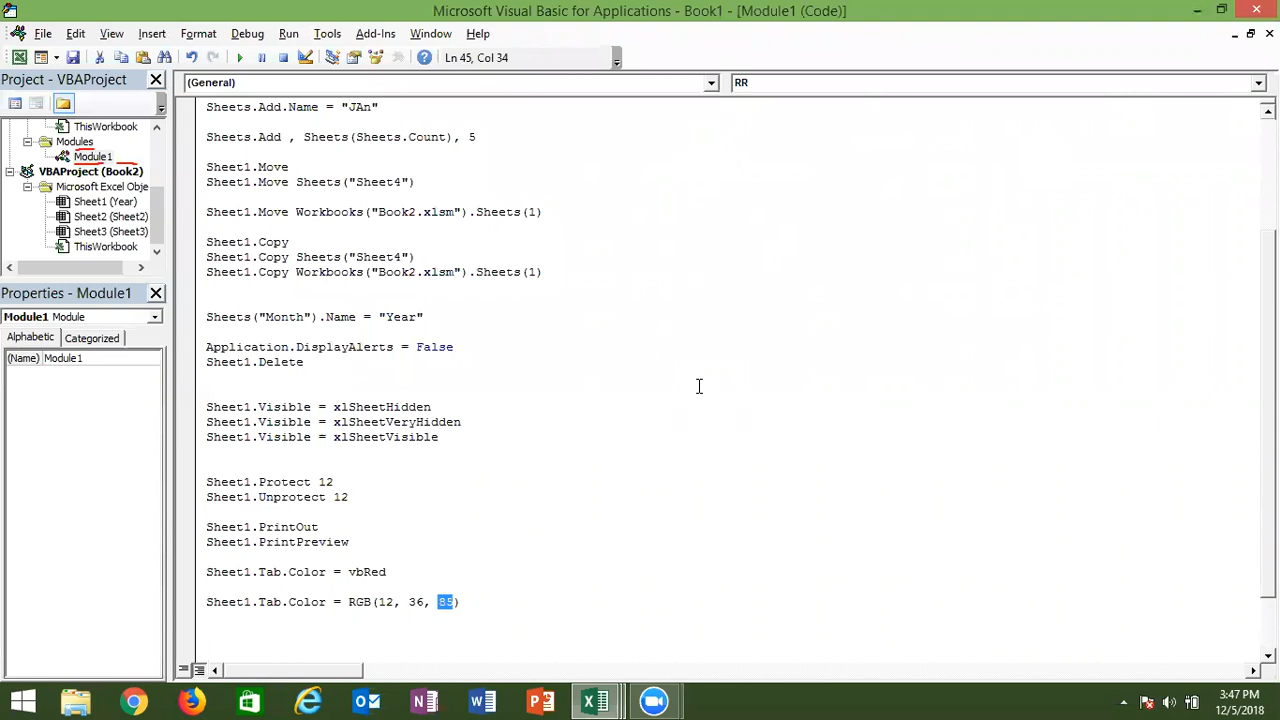 Microsoft Visual Basic for Applications - Book1 - [Module1 (Code)]
File Edit View Insert Format Debug Run Tools Add-Ins Window Help
Ln 45, Col 34
Project - VBAProject
(General) RR
ThisWorkbook
Modules
Module1
VBAProject (Book2)
Microsoft Excel Obje
Sheet1 (Year)
Sheet2 (Sheet2)
Sheet3 (Sheet3)
ThisWorkbook
Properties - Module1
Module1 Module
Alphabetic Categorized
(Name) Module1
Sheets.Add.Name = "JAn"
Sheets.Add , Sheets(Sheets.Count), 5
Sheet1.Move
Sheet1.Move Sheets("Sheet4")
Sheet1.Move Workbooks("Book2.xlsm").Sheets(1)
Sheet1.Copy
Sheet1.Copy Sheets("Sheet4")
Sheet1.Copy Workbooks("Book2.xlsm").Sheets(1)
Sheets("Month").Name = "Year"
Application.DisplayAlerts = False
Sheet1.Delete
Sheet1.Visible = xlSheetHidden
Sheet1.Visible = xlSheetVeryHidden
Sheet1.Visible = xlSheetVisible
Sheet1.Protect 12
Sheet1.Unprotect 12
Sheet1.PrintOut
Sheet1.PrintPreview
Sheet1.Tab.Color = vbRed
Sheet1.Tab.Color = RGB(12, 36, 85)
3:47 PM
12/5/2018